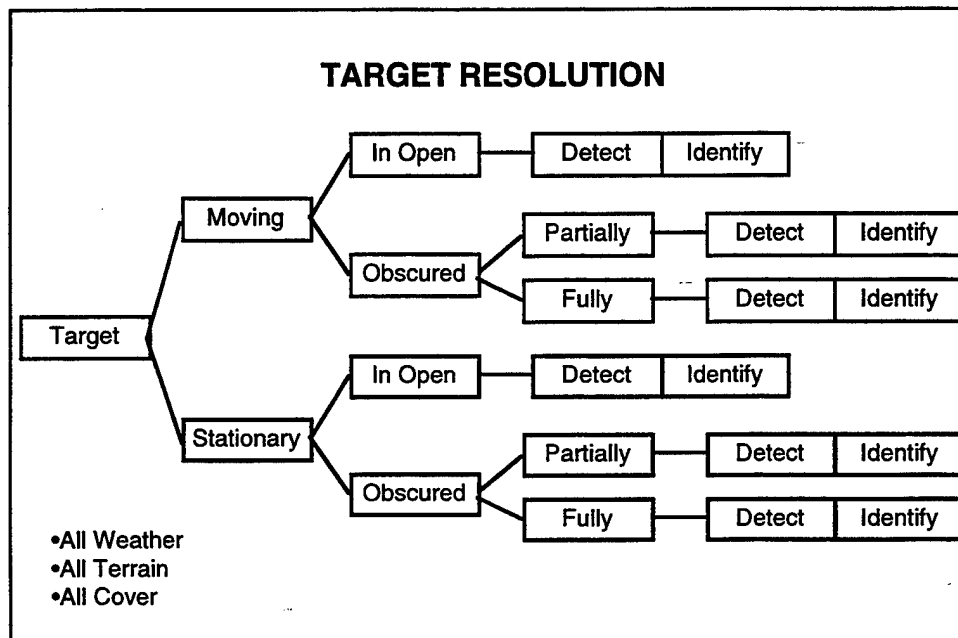 TARGET RESOLUTION
In Open Detect Identify
Moving
Partially Detect Identify
Obscured
Fully Detect Identify
Target
In Open Detect Identify
Stationary
Partially Detect Identify
Obscured
Fully Detect Identify
•All Weather
•All Terrain
•All Cover